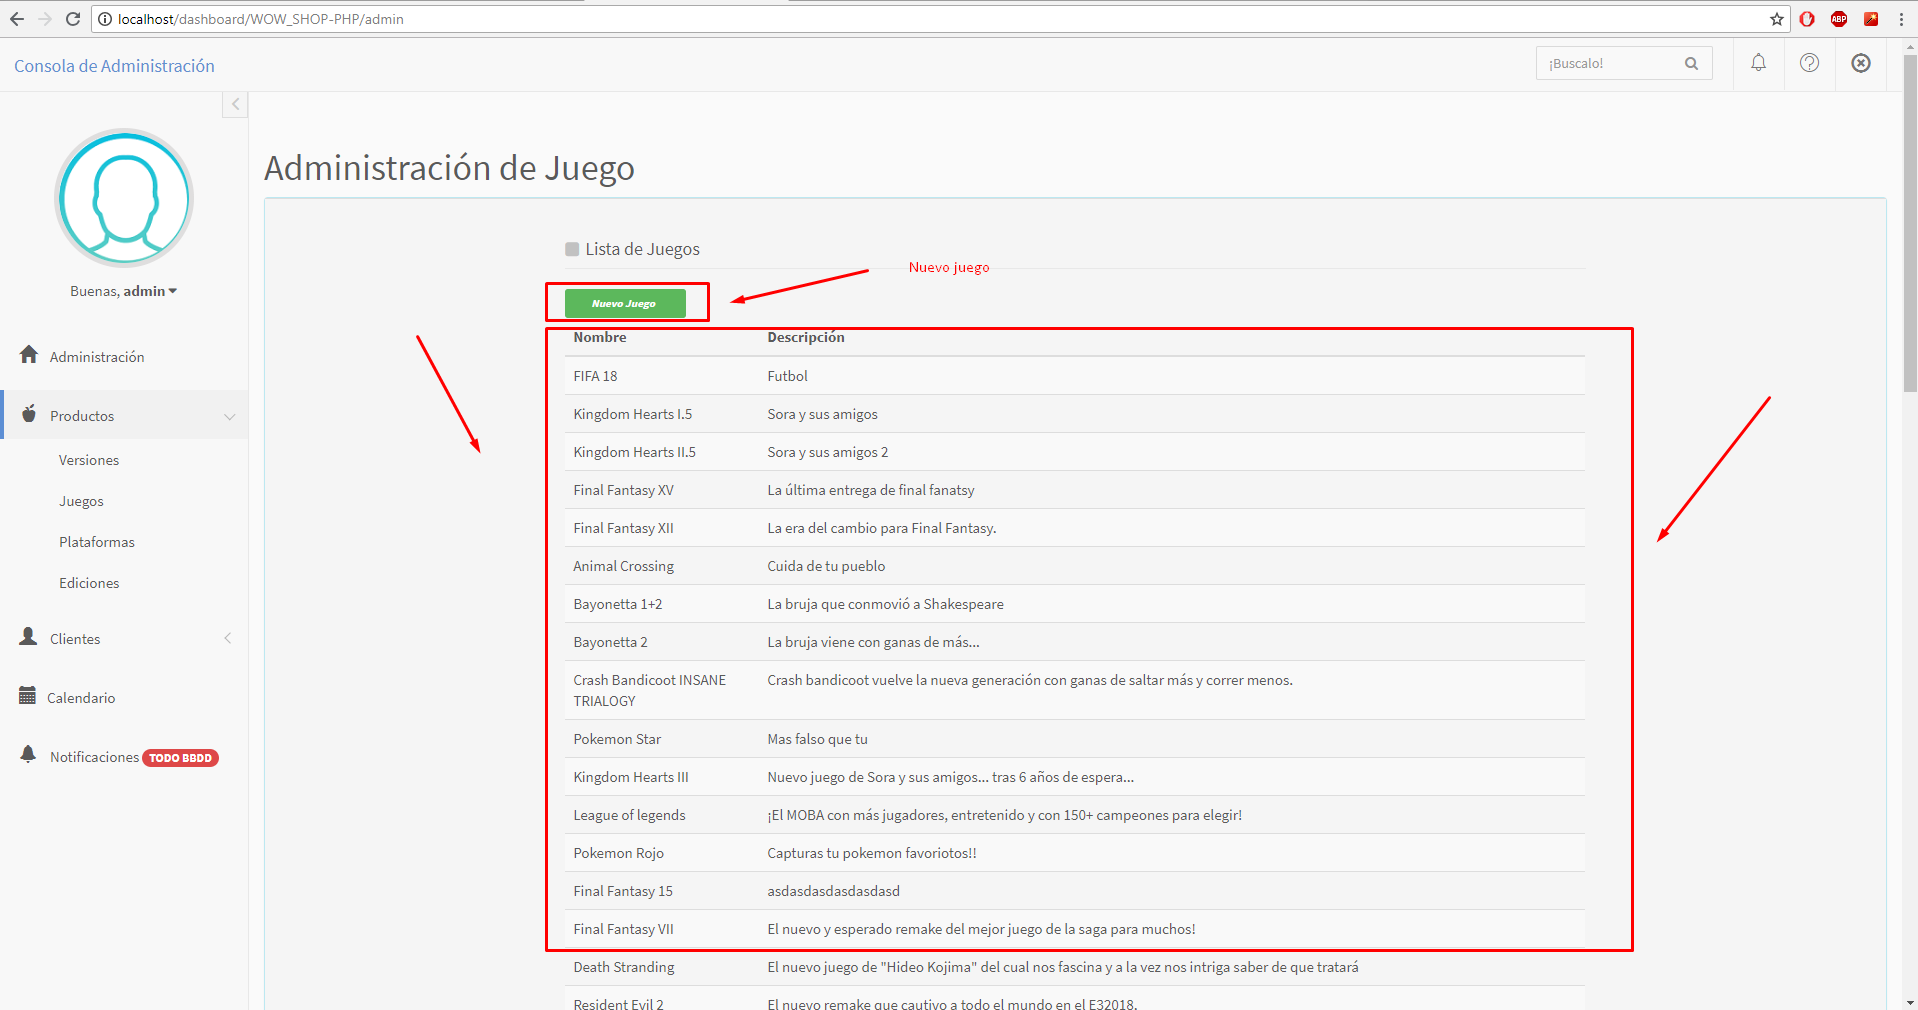 localhost/dashboard/WOW_SHOP-PHP/admin
ABP
Consola de Administración
¡Buscalo!
Buenas, admin
Administración
Productos
Versiones
Juegos
Plataformas
Ediciones
Clientes
Calendario
Notificaciones TODO BBDD
Administración de Juego
Lista de Juegos
Nuevo juego
Nuevo Juego
Nombre Descripción
FIFA 18 Futbol
Kingdom Hearts I.5 Sora y sus amigos
Kingdom Hearts II.5 Sora y sus amigos 2
Final Fantasy XV La última entrega de final fanatsy
Final Fantasy XII La era del cambio para Final Fantasy.
Animal Crossing Cuida de tu pueblo
Bayonetta 1+2 La bruja que conmovió a Shakespeare
Bayonetta 2 La bruja viene con ganas de más...
Crash Bandicoot INSANE Crash bandicoot vuelve la nueva generación con ganas de saltar más y correr menos.
TRIALOGY
Pokemon Star Mas falso que tu
Kingdom Hearts III Nuevo juego de Sora y sus amigos... tras 6 años de espera...
League of legends ¡El MOBA con más jugadores, entretenido y con 150+ campeones para elegir!
Pokemon Rojo Capturas tu pokemon favoriotos!!
Final Fantasy 15 asdasdasdasdasdasd
Final Fantasy VII El nuevo y esperado remake del mejor juego de la saga para muchos!
Death Stranding El nuevo juego de "Hideo Kojima" del cual nos fascina y a la vez nos intriga saber de que tratará
Resident Evil 2 El nuevo remake que cautivo a todo el mundo en el E32018.